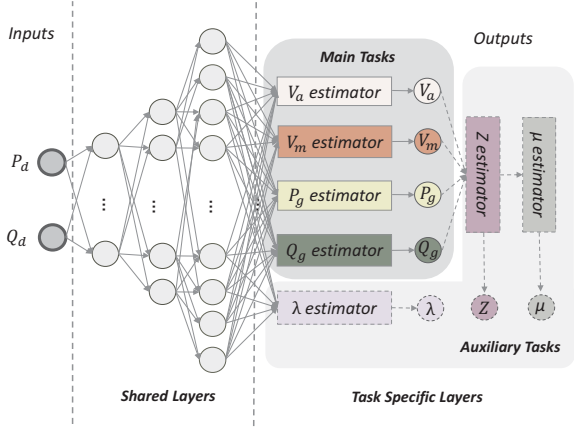 Inputs
Outputs
Main Tasks
V_a estimator
V_a
V_m estimator
V_m
P_d
P_g estimator
P_g
Q_d
Q_g estimator
Q_g
Z estimator
μ estimator
...
...
...
...
λ estimator
λ
Z
μ
Auxiliary Tasks
Shared Layers
Task Specific Layers